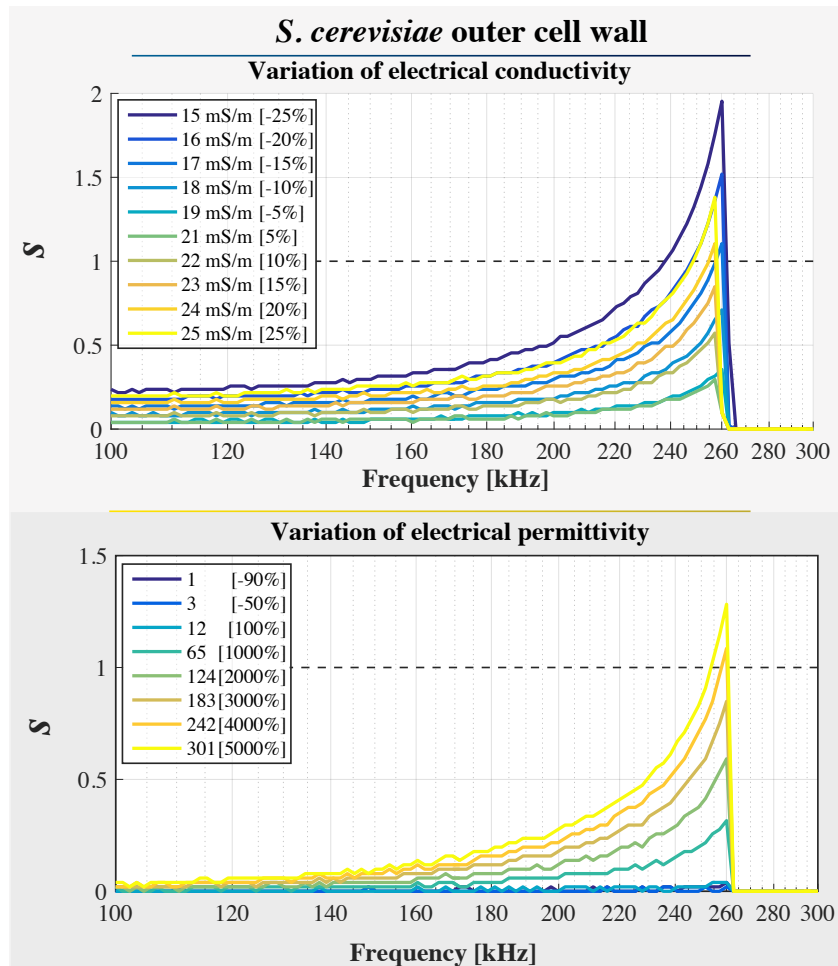 S. cerevisiae outer cell wall
Variation of electrical conductivity
2
1.5
1
0.5
0
S
15 mS/m [-25%]
16 mS/m [-20%]
17 mS/m [-15%]
18 mS/m [-10%]
19 mS/m [-5%]
21 mS/m [5%]
22 mS/m [10%]
23 mS/m [15%]
24 mS/m [20%]
25 mS/m [25%]
100 120 140 160 180 200 220 240 260 280 300
Frequency [kHz]
Variation of electrical permittivity
1.5
1
0.5
0
S
1 [-90%]
3 [-50%]
12 [100%]
65 [1000%]
124 [2000%]
183 [3000%]
242 [4000%]
301 [5000%]
100 120 140 160 180 200 220 240 260 280 300
Frequency [kHz]